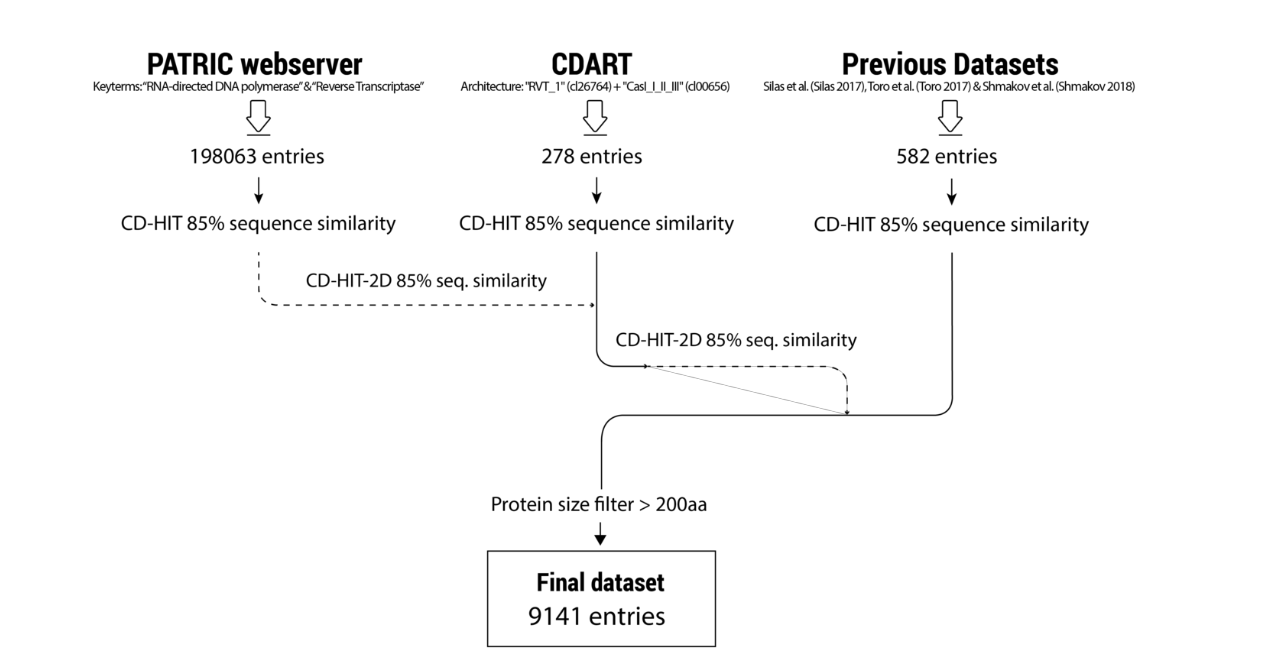 PATRIC webserver
Keyterms:“RNA-directed DNA polymerase”&“Reverse Transcriptase”
198063 entries
CD-HIT 85% sequence similarity
CDART
Architecture: "RVT_1" (cl26764) + "CasI_I_II_III" (cl00656)
278 entries
CD-HIT 85% sequence similarity
Previous Datasets
Silas et al. (Silas 2017), Toro et al. (Toro 2017) & Shmakov et al. (Shmakov 2018)
582 entries
CD-HIT 85% sequence similarity
CD-HIT-2D 85% seq. similarity
CD-HIT-2D 85% seq. similarity
Protein size filter > 200aa
Final dataset
9141 entries